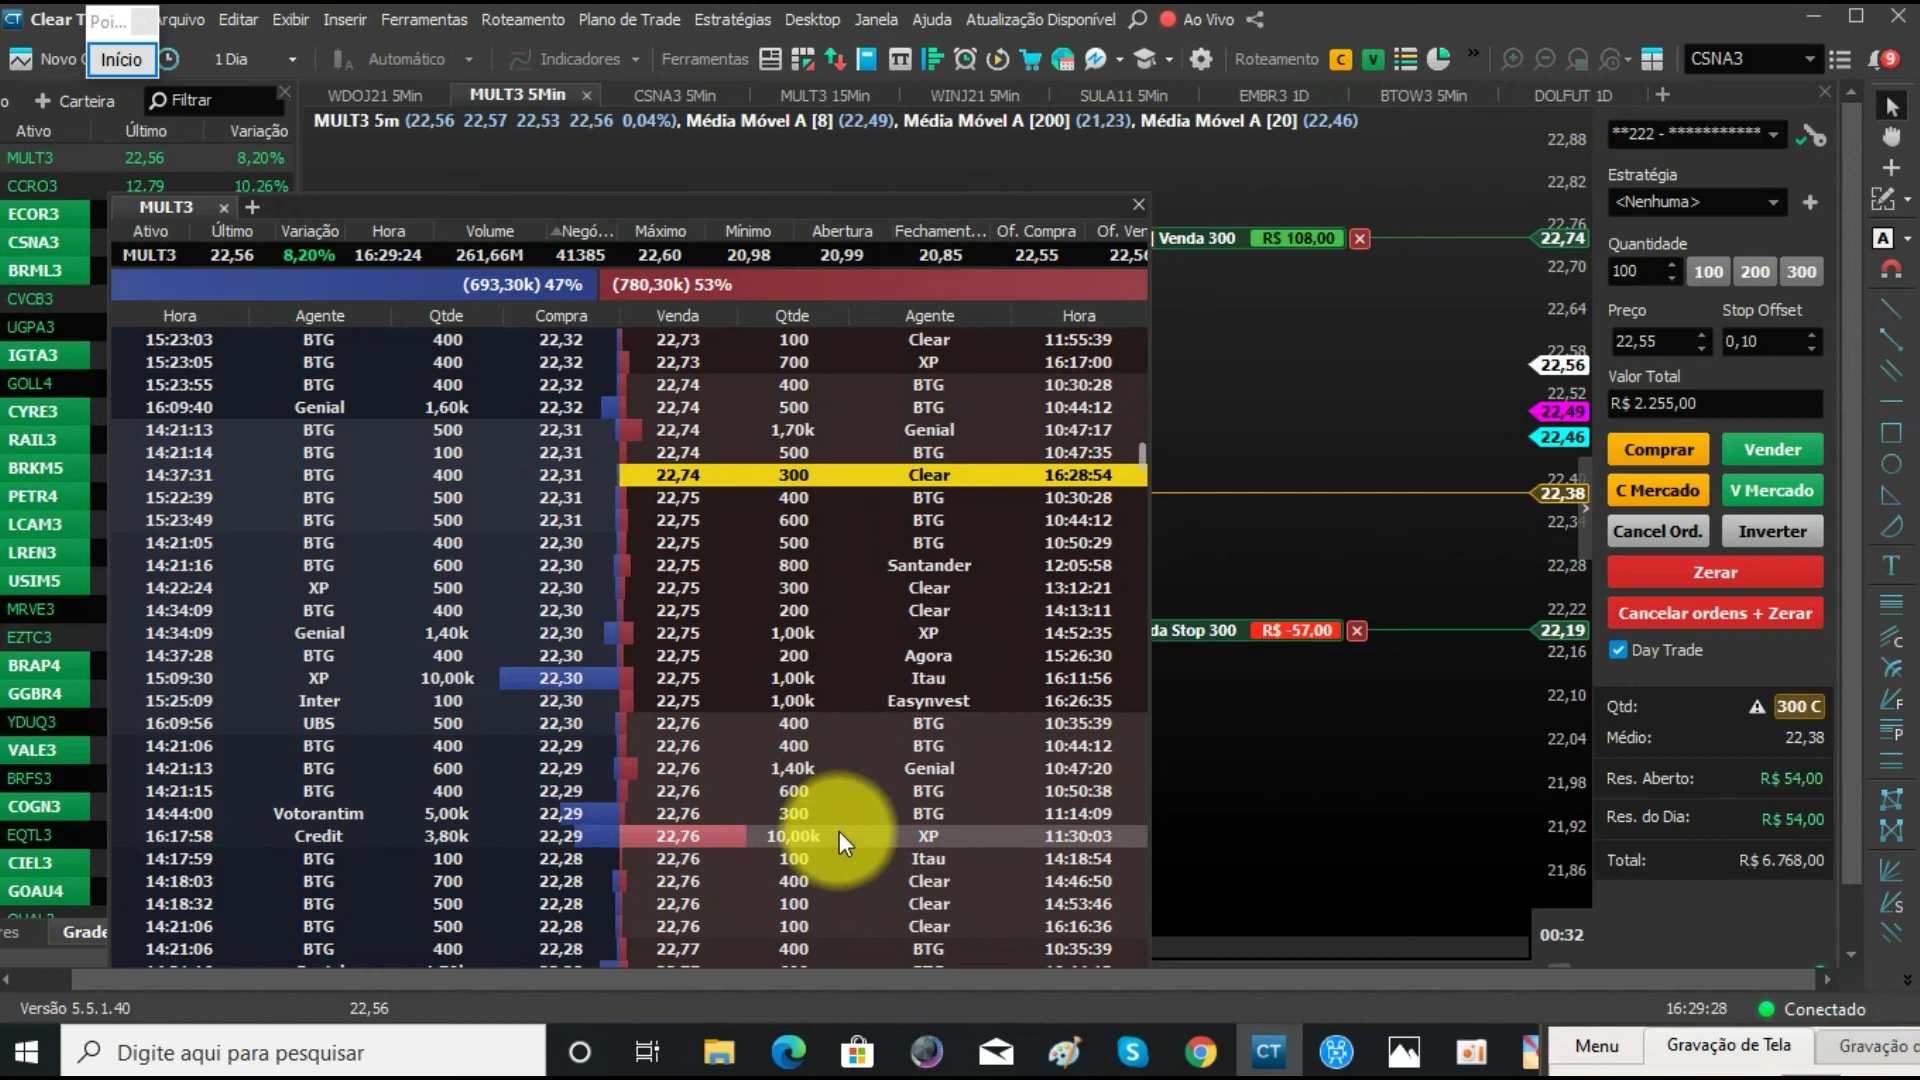 Clear T Poi... Arquivo Editar Exibir Inserir Ferramentas Roteamento Plano de Trade Estratégias Desktop Janela Ajuda Atualização Disponível Ao Vivo
Novo Início 1 Dia Automático Indicadores Ferramentas Roteamento C V » CSNA3 9
Carteira Filtrar WDOJ21 5Min MULT3 5Min CSNA3 5Min MULT3 15Min WINJ21 5Min SULA11 5Min EMBR3 1D BTOW3 5Min DOLFUT 1D
MULT3 5m (22,56 22,57 22,53 22,56 0,04%), Média Móvel A [8] (22,49), Média Móvel A [200] (21,23), Média Móvel A [20] (22,46)
Ativo Último Variação
MULT3 22,56 8,20%
CCRO3 12,79 10,26%
ECOR3
CSNA3
BRML3
CVCB3
UGPA3
IGTA3
GOLL4
CYRE3
RAIL3
BRKM5
PETR4
LCAM3
LREN3
USIM5
MRVE3
EZTC3
BRAP4
GGBR4
YDUQ3
VALE3
BRFS3
COGN3
EQTL3
CIEL3
GOAU4
Grade
MULT3
Ativo Último Variação Hora Volume Negó... Máximo Mínimo Abertura Fechament... Of. Compra Of. Ven
MULT3 22,56 8,20% 16:29:24 261,66M 41385 22,60 20,98 20,99 20,85 22,55 22,56
(693,30k) 47% (780,30k) 53%
Hora Agente Qtde Compra Venda Qtde Agente Hora
15:23:03 BTG 400 22,32 22,73 100 Clear 11:55:39
15:23:05 BTG 400 22,32 22,73 700 XP 16:17:00
15:23:55 BTG 400 22,32 22,74 400 BTG 10:30:28
16:09:40 Genial 1,60k 22,32 22,74 500 BTG 10:44:12
14:21:13 BTG 500 22,31 22,74 1,70k Genial 10:47:17
14:21:14 BTG 100 22,31 22,74 500 BTG 10:47:35
14:37:31 BTG 400 22,31 22,74 300 Clear 16:28:54
15:22:39 BTG 500 22,31 22,75 400 BTG 10:30:28
15:23:49 BTG 500 22,31 22,75 600 BTG 10:44:12
14:21:05 BTG 400 22,30 22,75 500 BTG 10:50:29
14:21:16 BTG 600 22,30 22,75 800 Santander 12:05:58
14:22:24 XP 500 22,30 22,75 300 Clear 13:12:21
14:34:09 BTG 400 22,30 22,75 200 Clear 14:13:11
14:34:09 Genial 1,40k 22,30 22,75 1,00k XP 14:52:35
14:37:28 BTG 400 22,30 22,75 200 Agora 15:26:30
15:09:30 XP 10,00k 22,30 22,75 1,00k Itau 16:11:56
15:25:09 Inter 100 22,30 22,75 1,00k Easynvest 16:26:35
16:09:56 UBS 500 22,30 22,76 400 BTG 10:35:39
14:21:06 BTG 400 22,29 22,76 400 BTG 10:44:12
14:21:13 BTG 600 22,29 22,76 1,40k Genial 10:47:20
14:21:15 BTG 400 22,29 22,76 600 BTG 10:50:38
14:44:00 Votorantim 5,00k 22,29 22,76 300 BTG 11:14:09
16:17:58 Credit 3,80k 22,29 22,76 10,00k XP 11:30:03
14:17:59 BTG 100 22,28 22,76 100 Itau 14:18:54
14:18:03 BTG 700 22,28 22,76 400 Clear 14:46:50
14:18:32 BTG 500 22,28 22,76 100 Clear 14:53:46
14:21:06 BTG 500 22,28 22,76 100 Clear 16:16:36
14:21:06 BTG 400 22,28 22,77 400 BTG 10:35:39
Venda 300 R$ 108,00
da Stop 300 R$ -57,00
22,88
22,82
22,76
22,74
22,70
22,64
22,58
22,56
22,52
22,49
22,46
22,38
22,28
22,22
22,19
22,16
22,10
22,04
21,98
21,92
21,86
00:32
**222 - ***********
Estratégia
<Nenhuma>
Quantidade
100 100 200 300
Preço Stop Offset
22,55 0,10
Valor Total
R$ 2.255,00
Comprar Vender
C Mercado V Mercado
Cancel Ord. Inverter
Zerar
Cancelar ordens + Zerar
Day Trade
Qtd: 300 C
Médio: 22,38
Res. Aberto: R$ 54,00
Res. do Dia: R$ 54,00
Total: R$ 6.768,00
Versão 5.5.1.40 22,56 16:29:28 Conectado
Digite aqui para pesquisar CT Menu Gravação de Tela Gravação